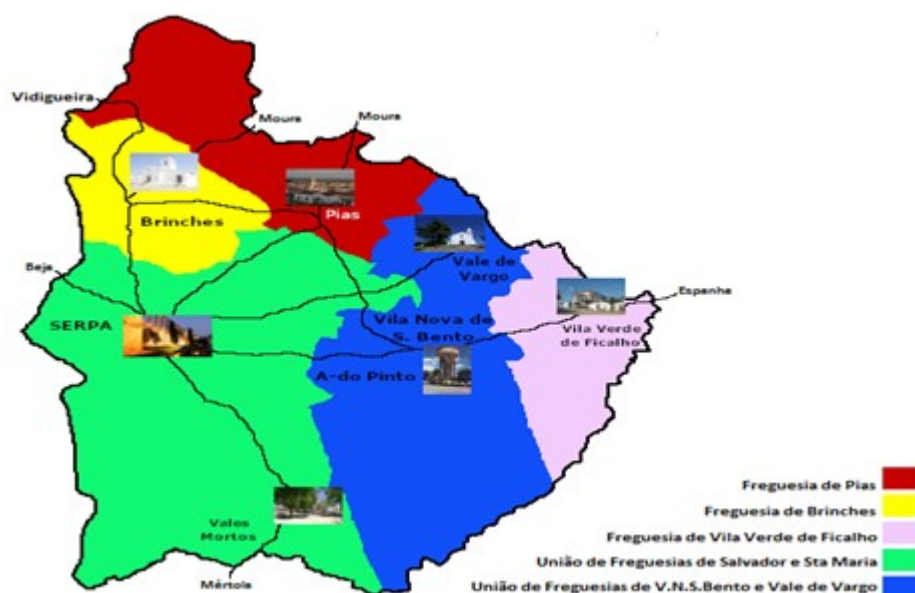 Vidigueira
Moura
Moura
Brinches
Pias
Vale de
Vargo
Beja
Espanha
SERPA
Vila Nova de
S. Bento
Vila Verde
de Ficalho
A-do Pinto
Vales
Mortos
Mértola
Freguesia de Pias
Freguesia de Brinches
Freguesia de Vila Verde de Ficalho
União de Freguesias de Salvador e Sta Maria
União de Freguesias de V.N.S.Bento e Vale de Vargo